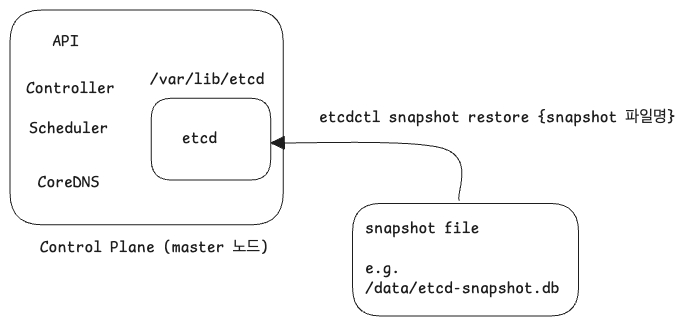 API
Controller
/var/lib/etcd
Scheduler
etcd
CoreDNS
Control Plane (master 노드)
etcdctl snapshot restore {snapshot 파일명}
snapshot file
e.g.
/data/etcd-snapshot.db